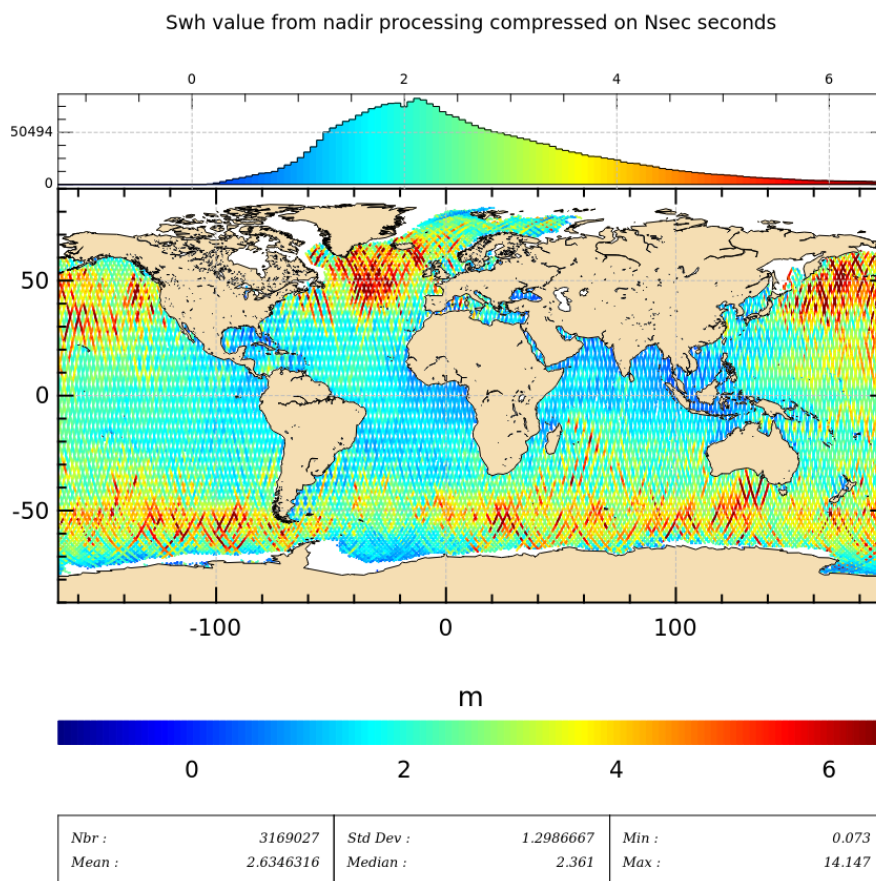 Swh value from nadir processing compressed on Nsec seconds
0 2 4 6
50494
0
50
0
-50
-100 0 100
m
0 2 4 6
Nbr : 3169027 Std Dev : 1.2986667 Min : 0.073
Mean : 2.6346316 Median : 2.361 Max : 14.147